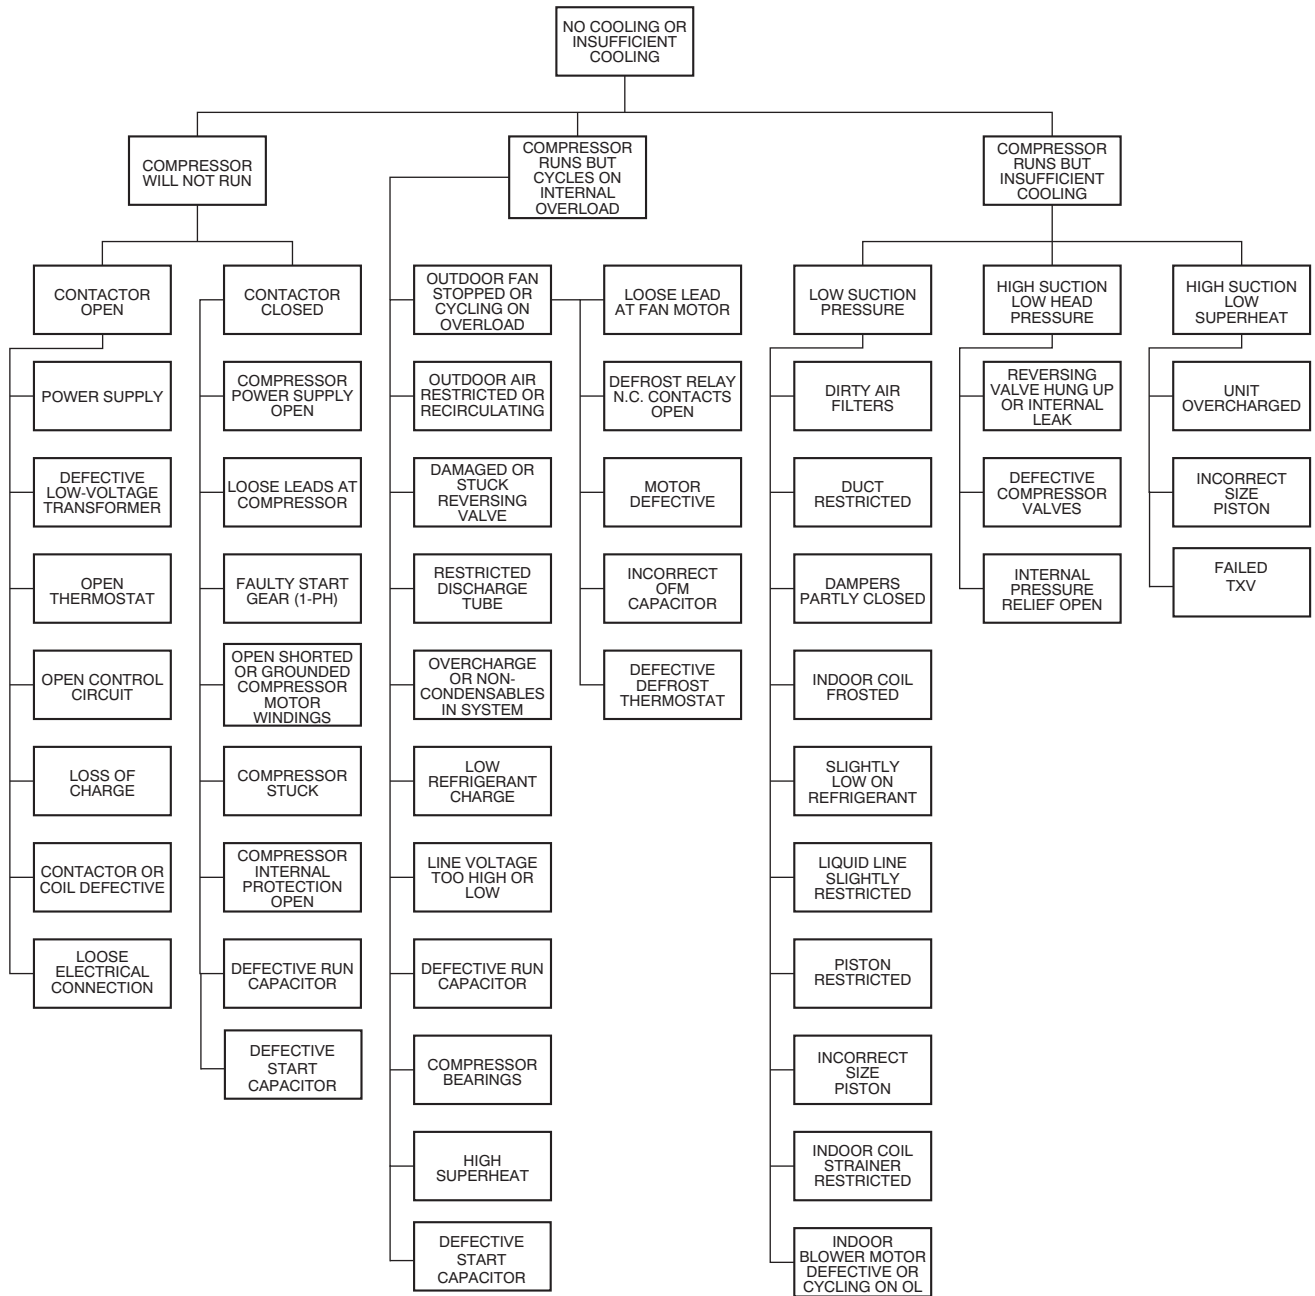 NO COOLING OR
INSUFFICIENT
COOLING
COMPRESSOR
WILL NOT RUN
COMPRESSOR
RUNS BUT
CYCLES ON
INTERNAL
OVERLOAD
COMPRESSOR
RUNS BUT
INSUFFICIENT
COOLING
CONTACTOR
OPEN
POWER SUPPLY
DEFECTIVE
LOW-VOLTAGE
TRANSFORMER
OPEN
THERMOSTAT
OPEN CONTROL
CIRCUIT
LOSS OF
CHARGE
CONTACTOR OR
COIL DEFECTIVE
LOOSE
ELECTRICAL
CONNECTION
CONTACTOR
CLOSED
COMPRESSOR
POWER SUPPLY
OPEN
LOOSE LEADS AT
COMPRESSOR
FAULTY START
GEAR (1-PH)
OPEN SHORTED
OR GROUNDED
COMPRESSOR
MOTOR
WINDINGS
COMPRESSOR
STUCK
COMPRESSOR
INTERNAL
PROTECTION
OPEN
DEFECTIVE RUN
CAPACITOR
DEFECTIVE
START
CAPACITOR
OUTDOOR FAN
STOPPED OR
CYCLING ON
OVERLOAD
OUTDOOR AIR
RESTRICTED OR
RECIRCULATING
DAMAGED OR
STUCK
REVERSING
VALVE
RESTRICTED
DISCHARGE
TUBE
OVERCHARGE
OR NON-
CONDENSABLES
IN SYSTEM
LOW
REFRIGERANT
CHARGE
LINE VOLTAGE
TOO HIGH OR
LOW
DEFECTIVE RUN
CAPACITOR
COMPRESSOR
BEARINGS
HIGH
SUPERHEAT
DEFECTIVE
START
CAPACITOR
LOOSE LEAD
AT FAN MOTOR
DEFROST RELAY
N.C. CONTACTS
OPEN
MOTOR
DEFECTIVE
INCORRECT
OFM
CAPACITOR
DEFECTIVE
DEFROST
THERMOSTAT
LOW SUCTION
PRESSURE
DIRTY AIR
FILTERS
DUCT
RESTRICTED
DAMPERS
PARTLY CLOSED
INDOOR COIL
FROSTED
SLIGHTLY
LOW ON
REFRIGERANT
LIQUID LINE
SLIGHTLY
RESTRICTED
PISTON
RESTRICTED
INCORRECT
SIZE
PISTON
INDOOR COIL
STRAINER
RESTRICTED
INDOOR
BLOWER MOTOR
DEFECTIVE OR
CYCLING ON OL
HIGH SUCTION
LOW HEAD
PRESSURE
REVERSING
VALVE HUNG UP
OR INTERNAL
LEAK
DEFECTIVE
COMPRESSOR
VALVES
INTERNAL
PRESSURE
RELIEF OPEN
HIGH SUCTION
LOW
SUPERHEAT
UNIT
OVERCHARGED
INCORRECT
SIZE
PISTON
FAILED
TXV